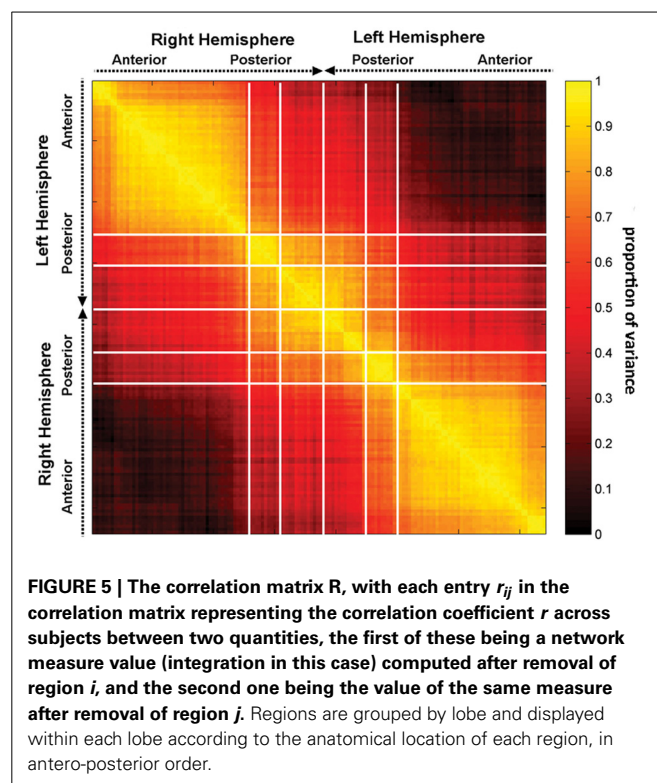 Right Hemisphere Left Hemisphere
Anterior Posterior Posterior Anterior
Left Hemisphere
Anterior
Posterior
Right Hemisphere
Posterior
Anterior
1
0.9
0.8
0.7
0.6
0.5
0.4
0.3
0.2
0.1
0
proportion of variance
FIGURE 5 | The correlation matrix R, with each entry rij in the
correlation matrix representing the correlation coefficient r across
subjects between two quantities, the first of these being a network
measure value (integration in this case) computed after removal of
region i, and the second one being the value of the same measure
after removal of region j. Regions are grouped by lobe and displayed
within each lobe according to the anatomical location of each region, in
antero-posterior order.